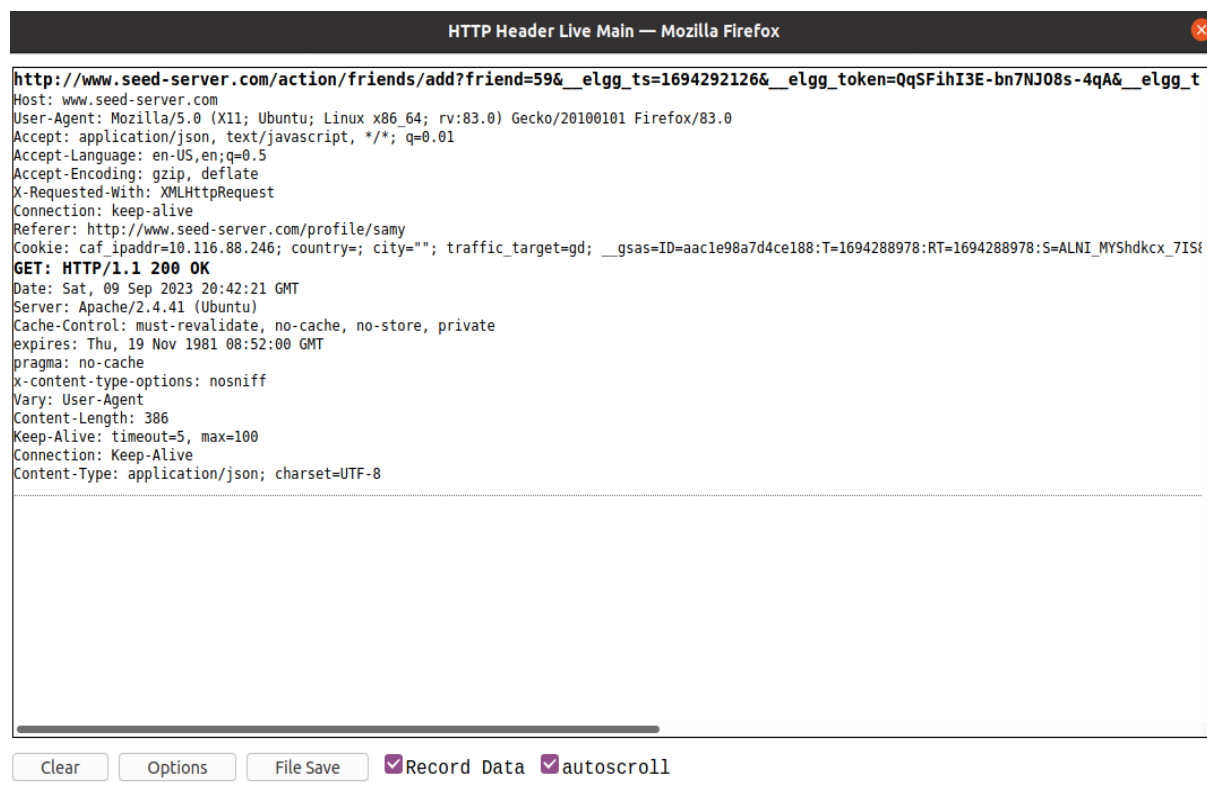 HTTP Header Live Main — Mozilla Firefox
http://www.seed-server.com/action/friends/add?friend=59&__elgg_ts=1694292126&__elgg_token=QqSFihI3E-bn7NJO8s-4qA&__elgg_t
Host: www.seed-server.com
User-Agent: Mozilla/5.0 (X11; Ubuntu; Linux x86_64; rv:83.0) Gecko/20100101 Firefox/83.0
Accept: application/json, text/javascript, */*; q=0.01
Accept-Language: en-US,en;q=0.5
Accept-Encoding: gzip, deflate
X-Requested-With: XMLHttpRequest
Connection: keep-alive
Referer: http://www.seed-server.com/profile/samy
Cookie: caf_ipaddr=10.116.88.246; country=; city=""; traffic_target=gd; __gsas=ID=aac1e98a7d4ce188:T=1694288978:RT=1694288978:S=ALNI_MYShdkcx_7IS
GET: HTTP/1.1 200 OK
Date: Sat, 09 Sep 2023 20:42:21 GMT
Server: Apache/2.4.41 (Ubuntu)
Cache-Control: must-revalidate, no-cache, no-store, private
expires: Thu, 19 Nov 1981 08:52:00 GMT
pragma: no-cache
x-content-type-options: nosniff
Vary: User-Agent
Content-Length: 386
Keep-Alive: timeout=5, max=100
Connection: Keep-Alive
Content-Type: application/json; charset=UTF-8
Clear Options File Save Record Data autoscroll